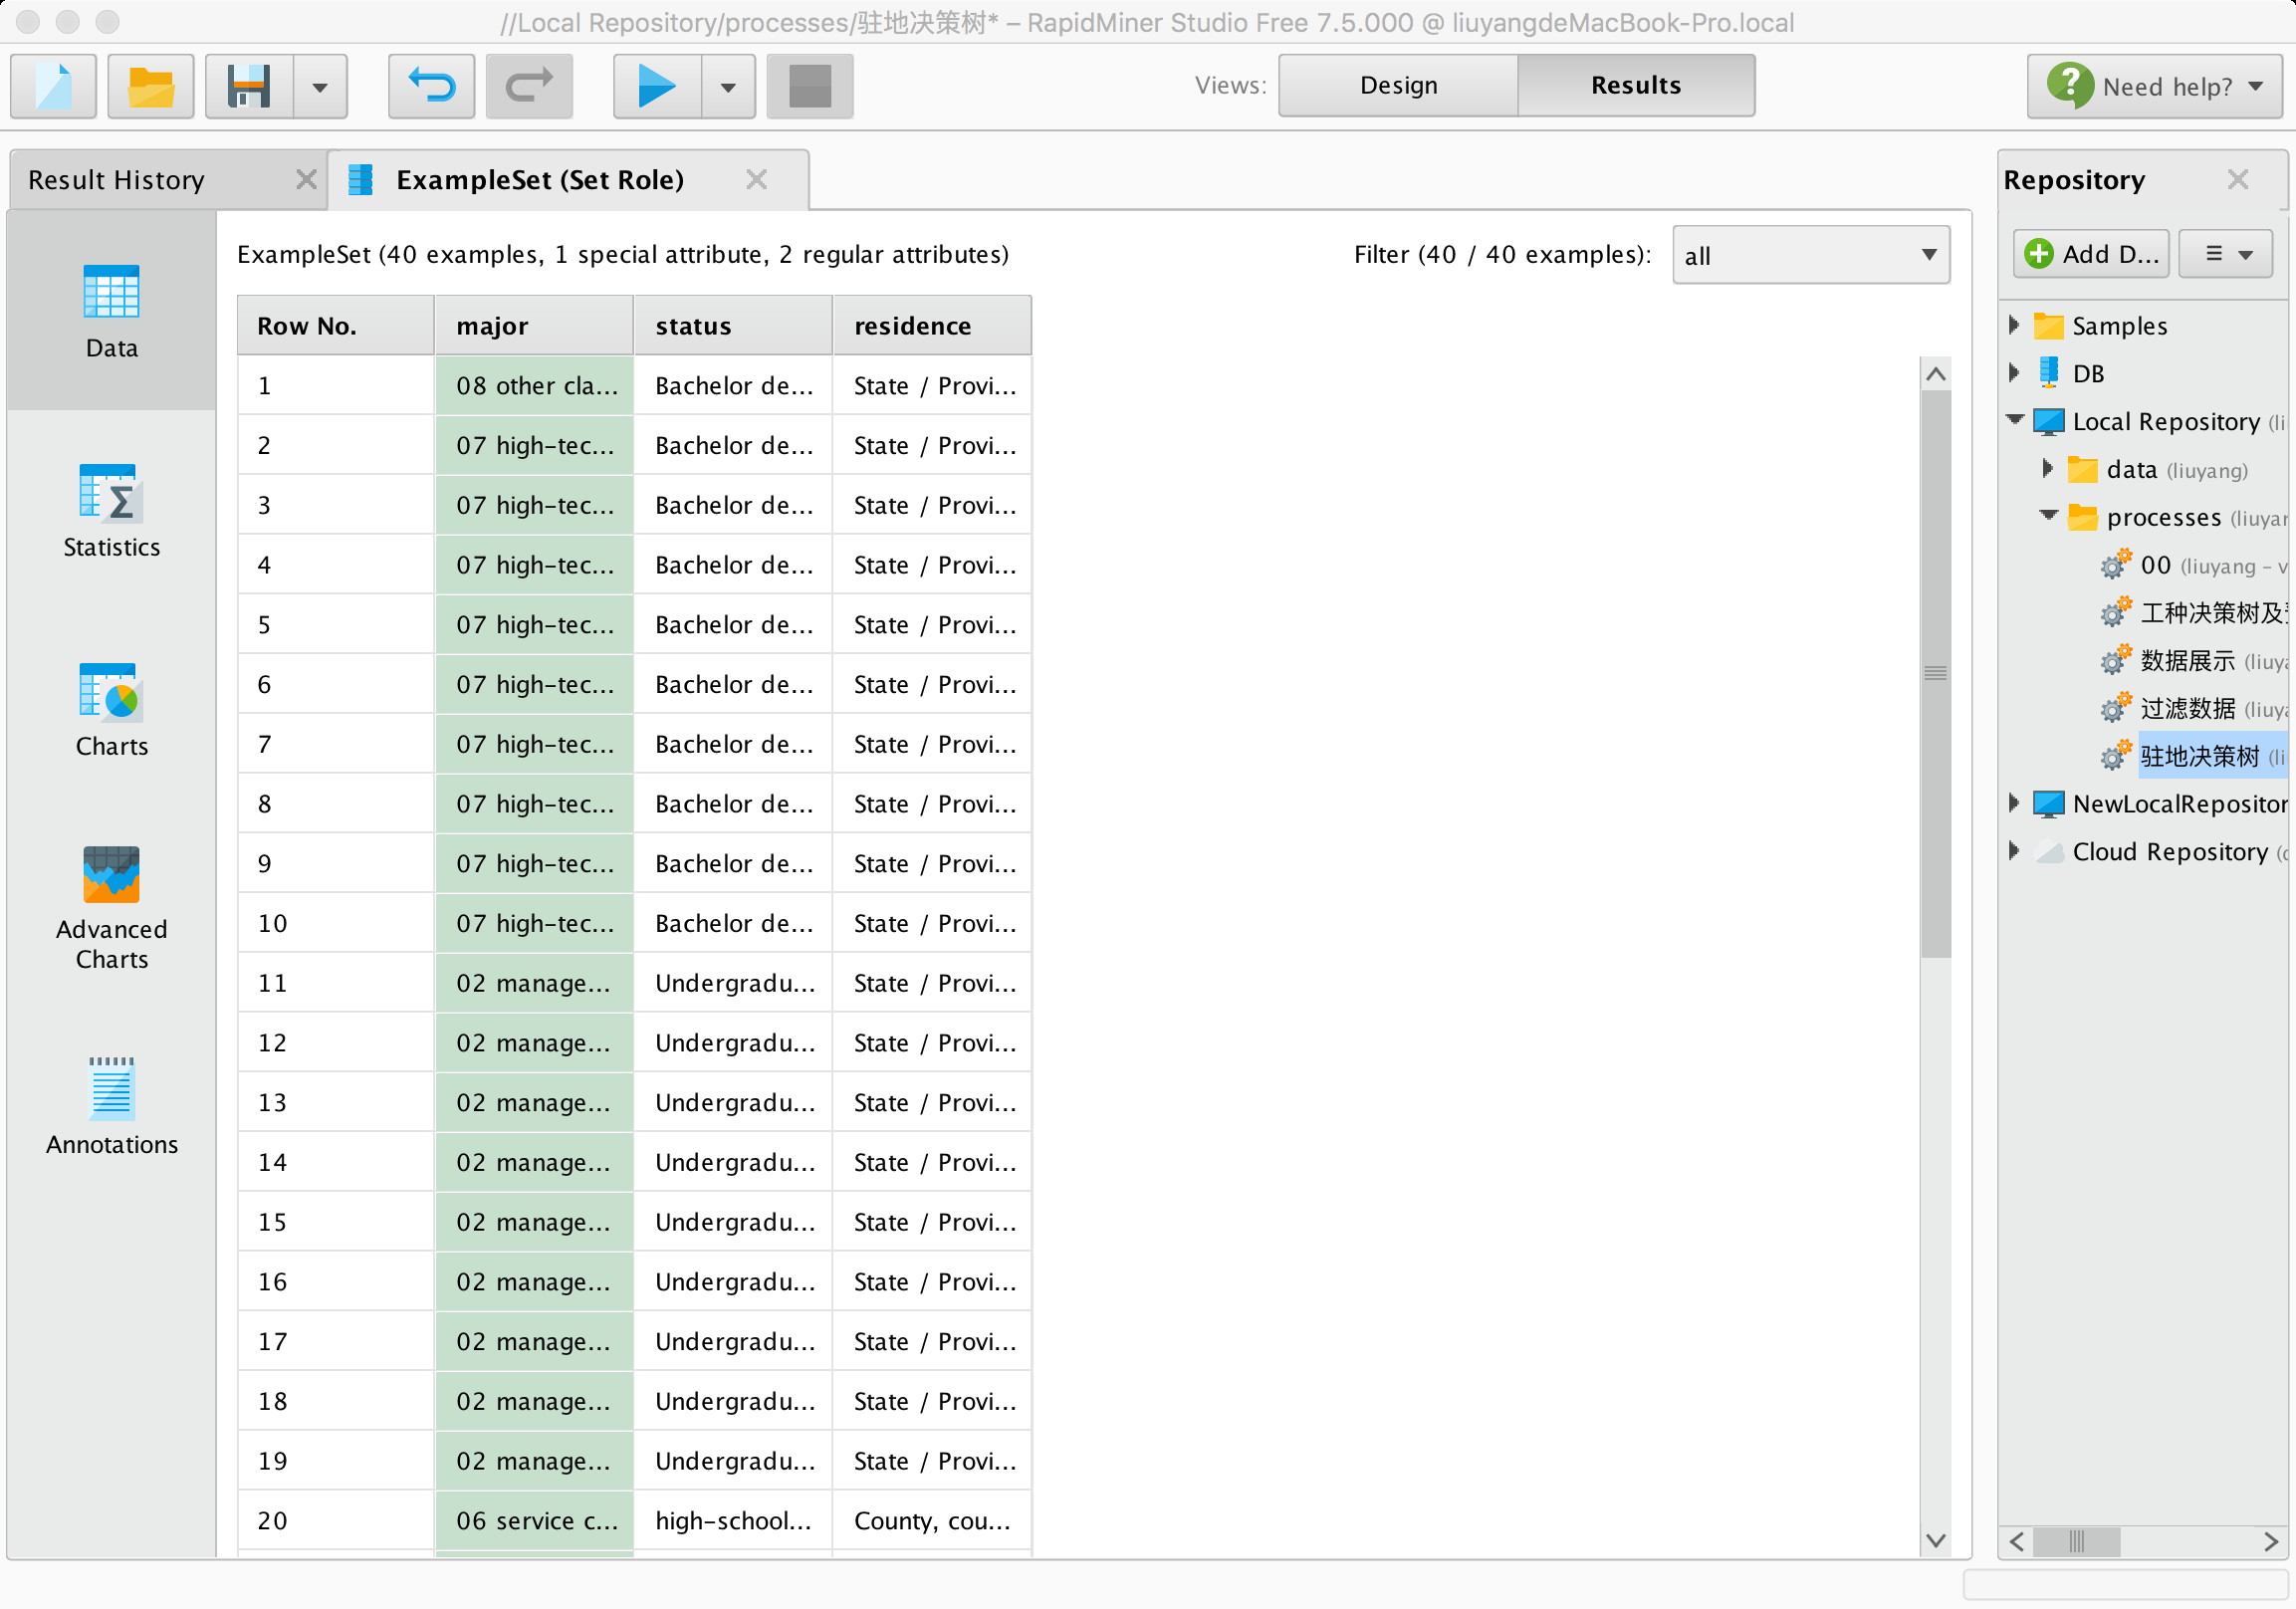 //Local Repository/processes/驻地决策树* – RapidMiner Studio Free 7.5.000 @ liuyangdeMacBook-Pro.local
Views: Design Results Need help?
Result History ExampleSet (Set Role)
ExampleSet (40 examples, 1 special attribute, 2 regular attributes) Filter (40 / 40 examples): all
Row No. major status residence
1 08 other cla... Bachelor de... State / Provi...
2 07 high-tec... Bachelor de... State / Provi...
3 07 high-tec... Bachelor de... State / Provi...
4 07 high-tec... Bachelor de... State / Provi...
5 07 high-tec... Bachelor de... State / Provi...
6 07 high-tec... Bachelor de... State / Provi...
7 07 high-tec... Bachelor de... State / Provi...
8 07 high-tec... Bachelor de... State / Provi...
9 07 high-tec... Bachelor de... State / Provi...
10 07 high-tec... Bachelor de... State / Provi...
11 02 manage... Undergradu... State / Provi...
12 02 manage... Undergradu... State / Provi...
13 02 manage... Undergradu... State / Provi...
14 02 manage... Undergradu... State / Provi...
15 02 manage... Undergradu... State / Provi...
16 02 manage... Undergradu... State / Provi...
17 02 manage... Undergradu... State / Provi...
18 02 manage... Undergradu... State / Provi...
19 02 manage... Undergradu... State / Provi...
20 06 service c... high-school... County, cou...
Data
Statistics
Charts
Advanced
Charts
Annotations
Repository
Add D...
Samples
DB
Local Repository (li
data (liuyang)
processes (liuyar
00 (liuyang – v
工种决策树及
数据展示 (liuya
过滤数据 (liuya
驻地决策树 (li
NewLocalRepositor
Cloud Repository (c